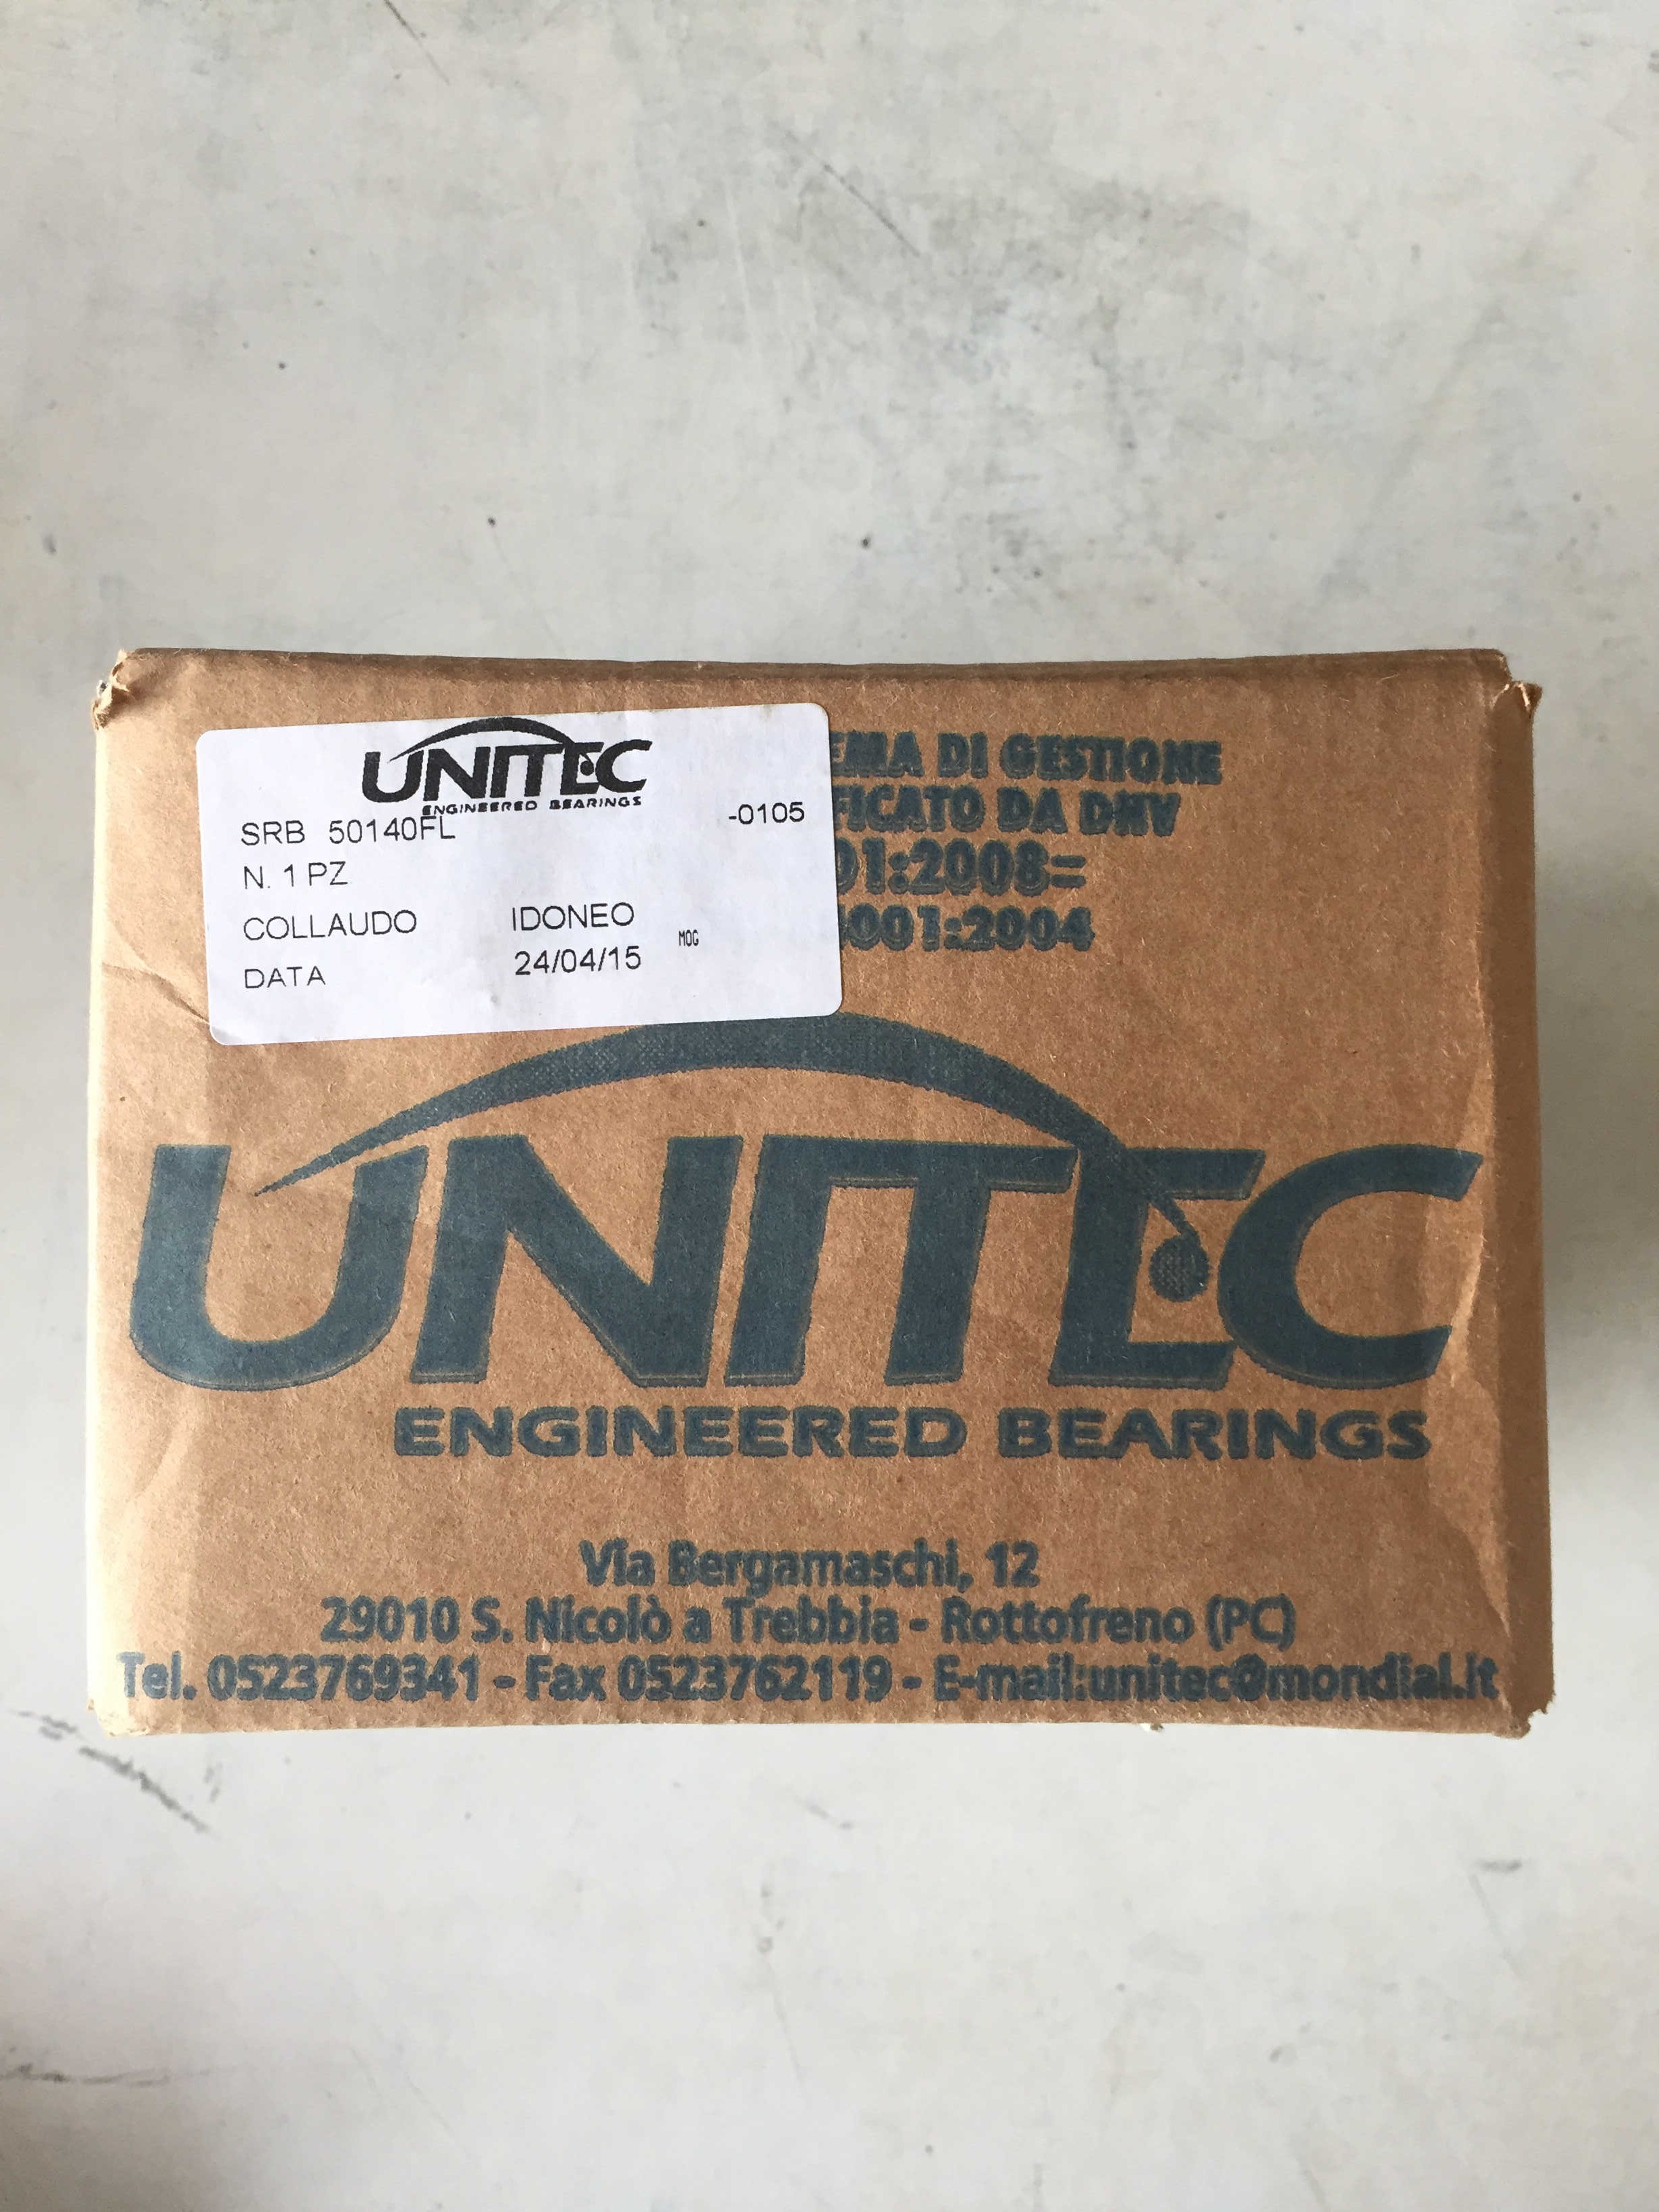 UNITEC
ENGINEERED BEARINGS
SRB 50140FL -0105
N. 1 PZ
COLLAUDO IDONEO
DATA 24/04/15 MOG
EMA DI GESTIONE
FICATO DA DNV
01:2008=
4001:2004
UNITEC
ENGINEERED BEARINGS
Via Bergamaschi, 12
29010 S. Nicolò a Trebbia - Rottofreno (PC)
Tel. 0523769341 - Fax 0523762119 - E-mail:unitec@mondial.it